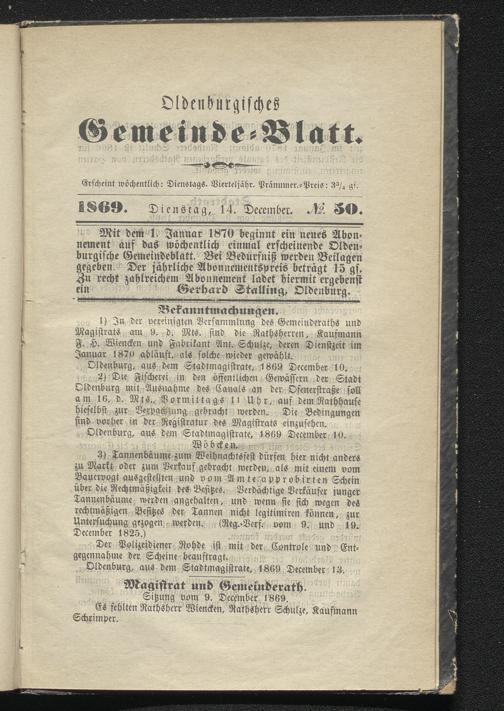 Oldenburgisches
Gemeinde-Blatt.
Erscheint wöchentlich: Dienstags. Vierteljähr. Pränumer.-Preis: 3¾ gs.
1869. Dienstag, 14. December. № 50.
Mit dem 1. Januar 1870 beginnt ein neues Abon-
nement auf das wöchentlich einmal erscheinende Olden-
burgische Gemeindeblatt. Bei Bedürfniß werden Beilagen
gegeben. Der jährliche Abonnementspreis beträgt 15 gs.
Zu recht zahlreichem Abonnement ladet hiermit ergebenst
ein Gerhard Stalling, Oldenburg.
Bekanntmachungen.
1) In der vereinigten Versammlung des Gemeinderaths und
Magistrats am 9. d. Mts. sind die Rathsherren, Kaufmann
F. H. Wiencken und Fabrikant Ant. Schulze, deren Dienstzeit im
Januar 1870 abläuft, als solche wieder gewählt.
Oldenburg, aus dem Stadtmagistrate, 1869 December 10.
2) Die Fischerei in den öffentlichen Gewässern der Stadt
Oldenburg mit Ausnahme des Canals an der Ofenerstraße soll
am 16. d. Mts., Vormittags 11 Uhr, auf dem Rathhause
hieselbst zur Verpachtung gebracht werden. Die Bedingungen
sind vorher in der Registratur des Magistrats einzusehen.
Oldenburg, aus dem Stadtmagistrate, 1869 December 10.
Wöbcken.
3) Tannenbäume zum Weihnachtsfest dürfen hier nicht anders
zu Markt oder zum Verkauf gebracht werden, als mit einem vom
Bauervogt ausgestellten und vom Amte approbirten Schein
über die Rechtmäßigkeit des Besitzes. Verdächtige Verkäufer junger
Tannenbäume werden angehalten, und wenn sie sich wegen des
rechtmäßigen Besitzes der Tannen nicht legitimiren können, zur
Untersuchung gezogen werden. (Reg.-Verf. vom 9. und 19.
December 1825.)
Der Polizeidiener Rohde ist mit der Controle und Ent-
gegennahme der Scheine beauftragt.
Oldenburg, aus dem Stadtmagistrate, 1869 December 13.
Magistrat und Gemeinderath.
Sitzung vom 9. December 1869.
Es fehlten Rathsherr Wiencken, Rathsherr Schulze, Kaufmann
Schrimper.